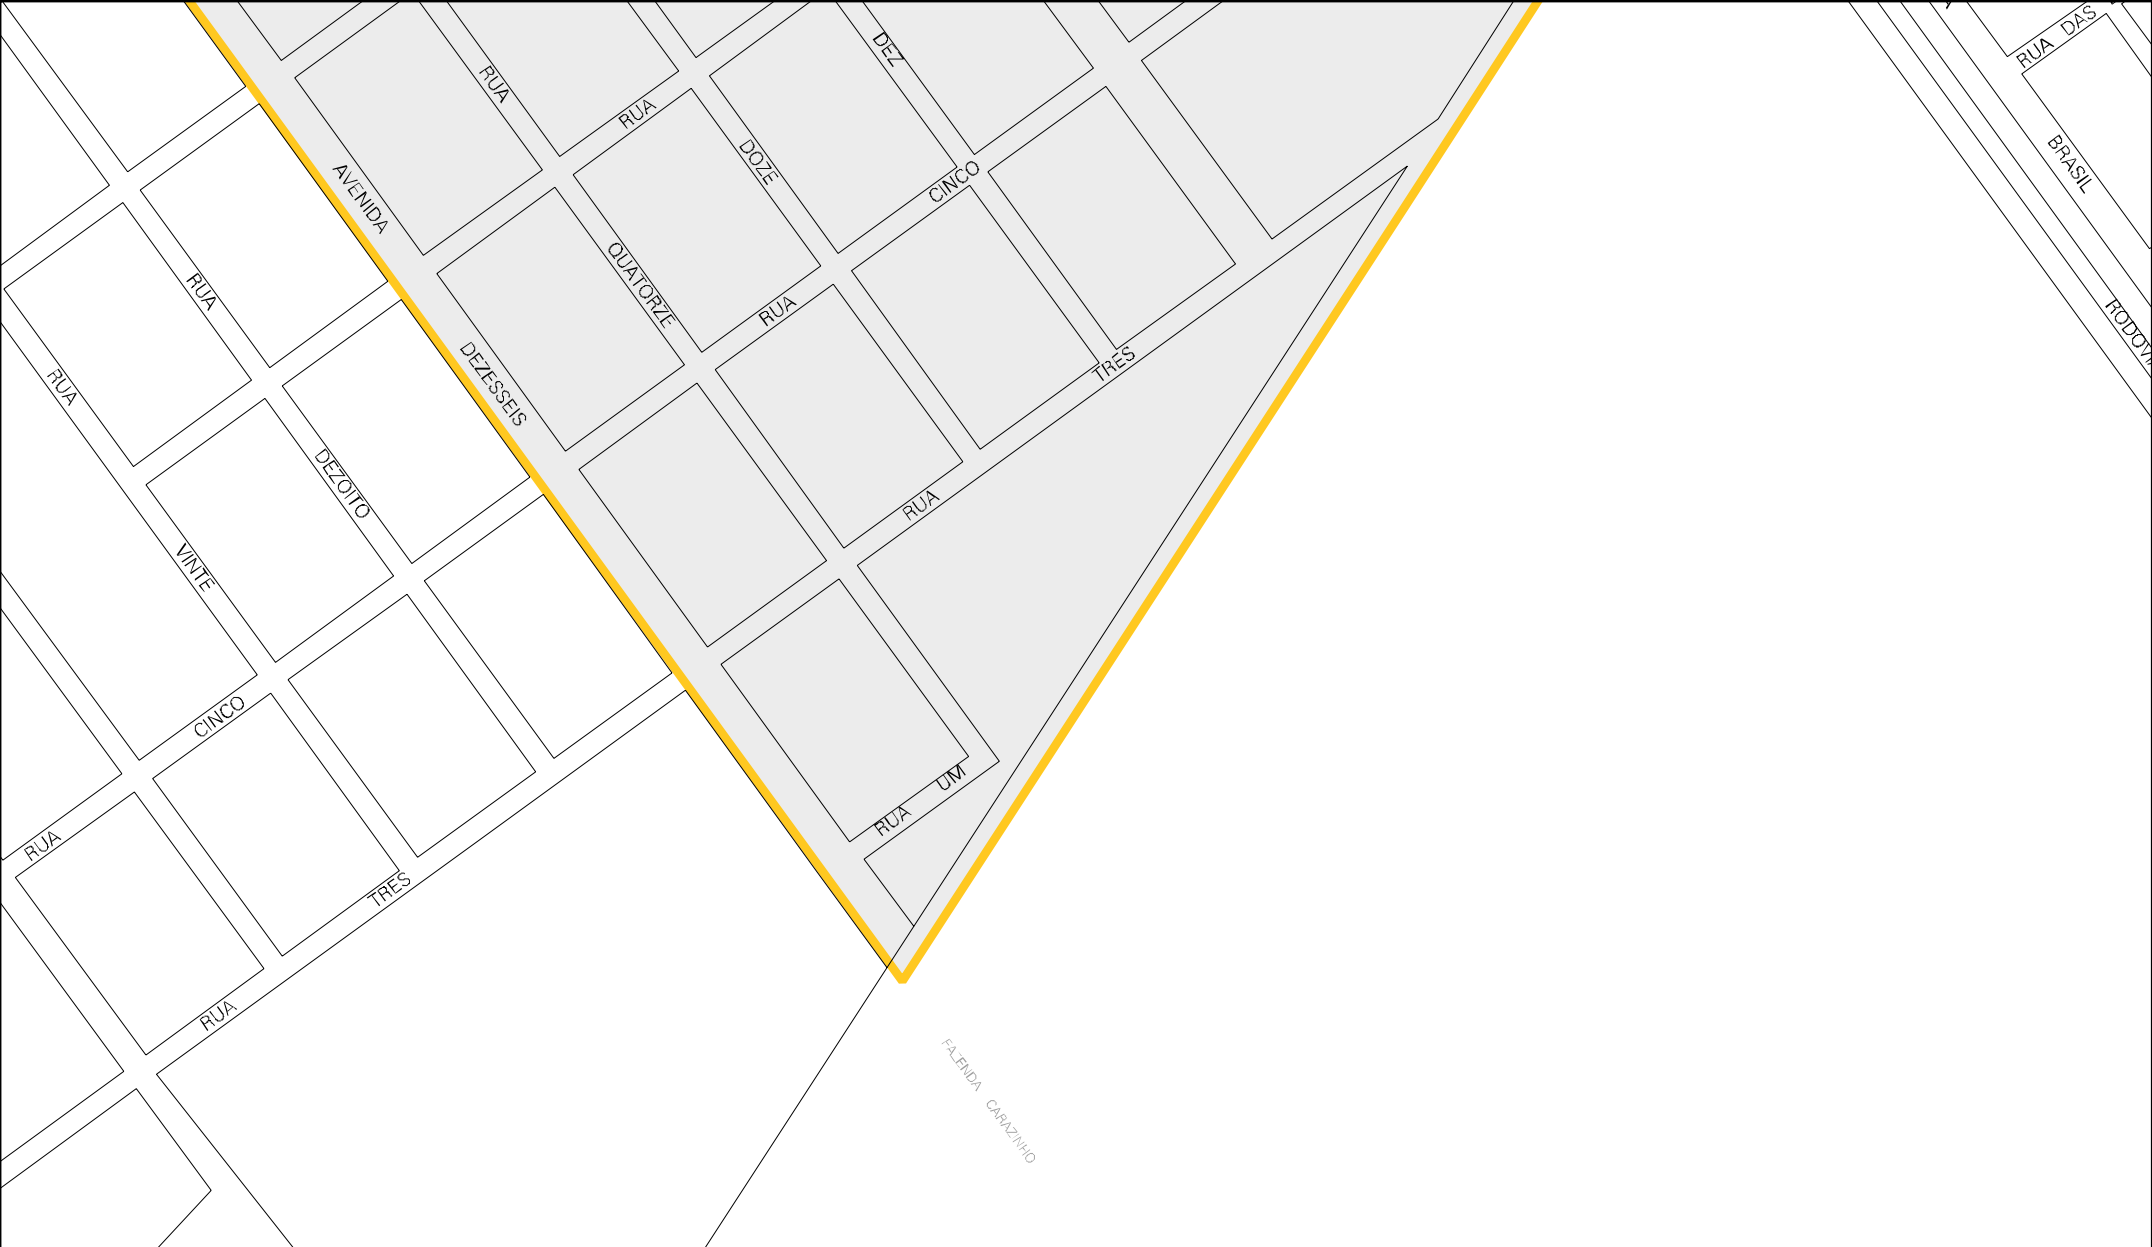 RUA DAS
BRASIL
DEZ
RUA
RUA
DOZE
CINCO
AVENIDA
DEZESSEIS
QUATORZE
RUA
RUA
TRES
RUA
DEZOITO
RUA
VINTE
RUA
TRES
RUA
UM
CINCO
RUA
RUA
FAZENDA CARAZINHO